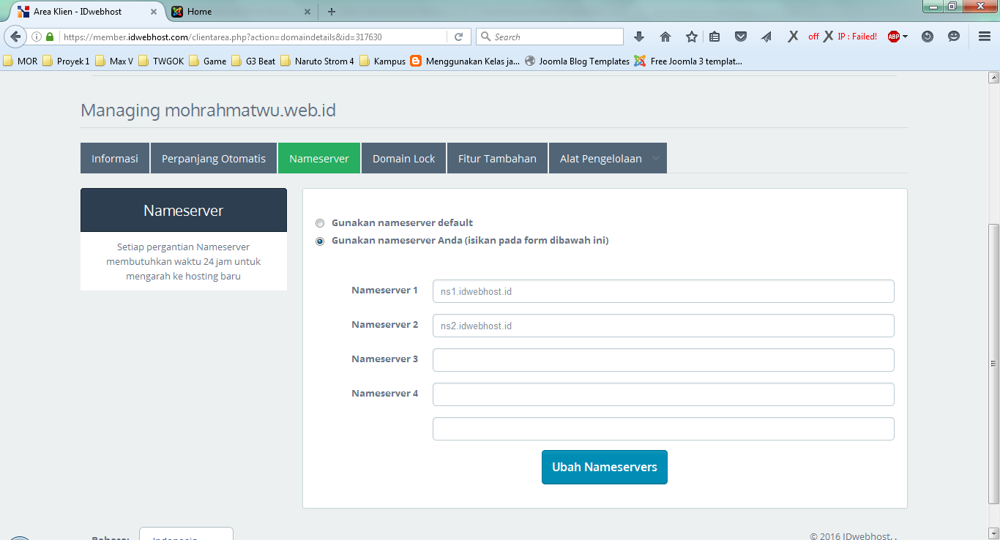 Area Klien - IDwebhost
Home
https://member.idwebhost.com/clientarea.php?action=domaindetails&id=317630
Search
off
IP : Failed!
ABP
MOR
Proyek 1
Max V
TWGOK
Game
G3 Beat
Naruto Strom 4
Kampus
Menggunakan Kelas ja...
Joomla Blog Templates
Free Joomla 3 templat...
Managing mohrahmatwu.web.id
Informasi
Perpanjang Otomatis
Nameserver
Domain Lock
Fitur Tambahan
Alat Pengelolaan
Nameserver
Setiap pergantian Nameserver
membutuhkan waktu 24 jam untuk
mengarah ke hosting baru
Gunakan nameserver default
Gunakan nameserver Anda (isikan pada form dibawah ini)
Nameserver 1
ns1.idwebhost.id
Nameserver 2
ns2.idwebhost.id
Nameserver 3
Nameserver 4
Ubah Nameservers
Bahasa:
Indonesia
© 2016 IDwebhost. .